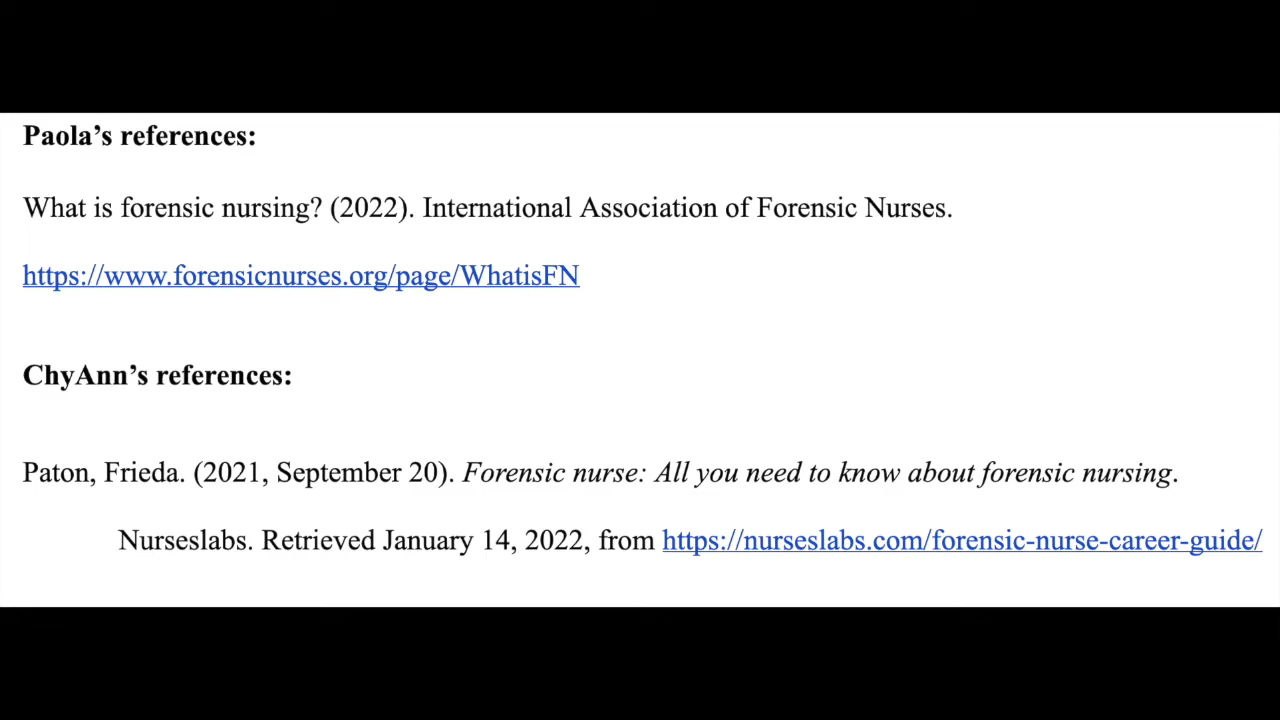 Paola’s references:
What is forensic nursing? (2022). International Association of Forensic Nurses.
https://www.forensicnurses.org/page/WhatisFN
ChyAnn’s references:
Paton, Frieda. (2021, September 20). Forensic nurse: All you need to know about forensic nursing.
Nurseslabs. Retrieved January 14, 2022, from https://nurseslabs.com/forensic-nurse-career-guide/